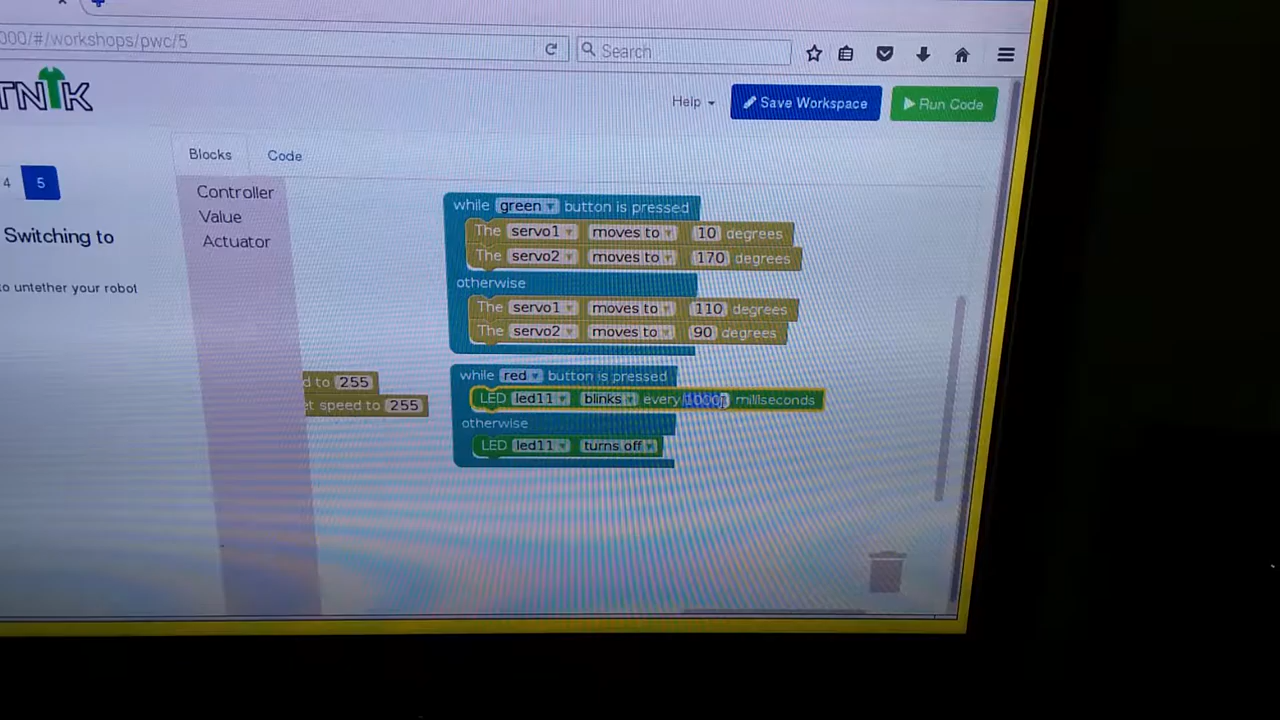 000/#/workshops/pwc/5
Search
TNIK
Help
Save Workspace
Run Code
4
5
Blocks
Code
Switching to
to untether your robot
Controller
Value
Actuator
while green button is pressed
The servo1 moves to 10 degrees
The servo2 moves to 170 degrees
otherwise
The servo1 moves to 110 degrees
The servo2 moves to 90 degrees
d to 255
t speed to 255
while red button is pressed
LED led11 blinks every 1000 milliseconds
otherwise
LED led11 turns off